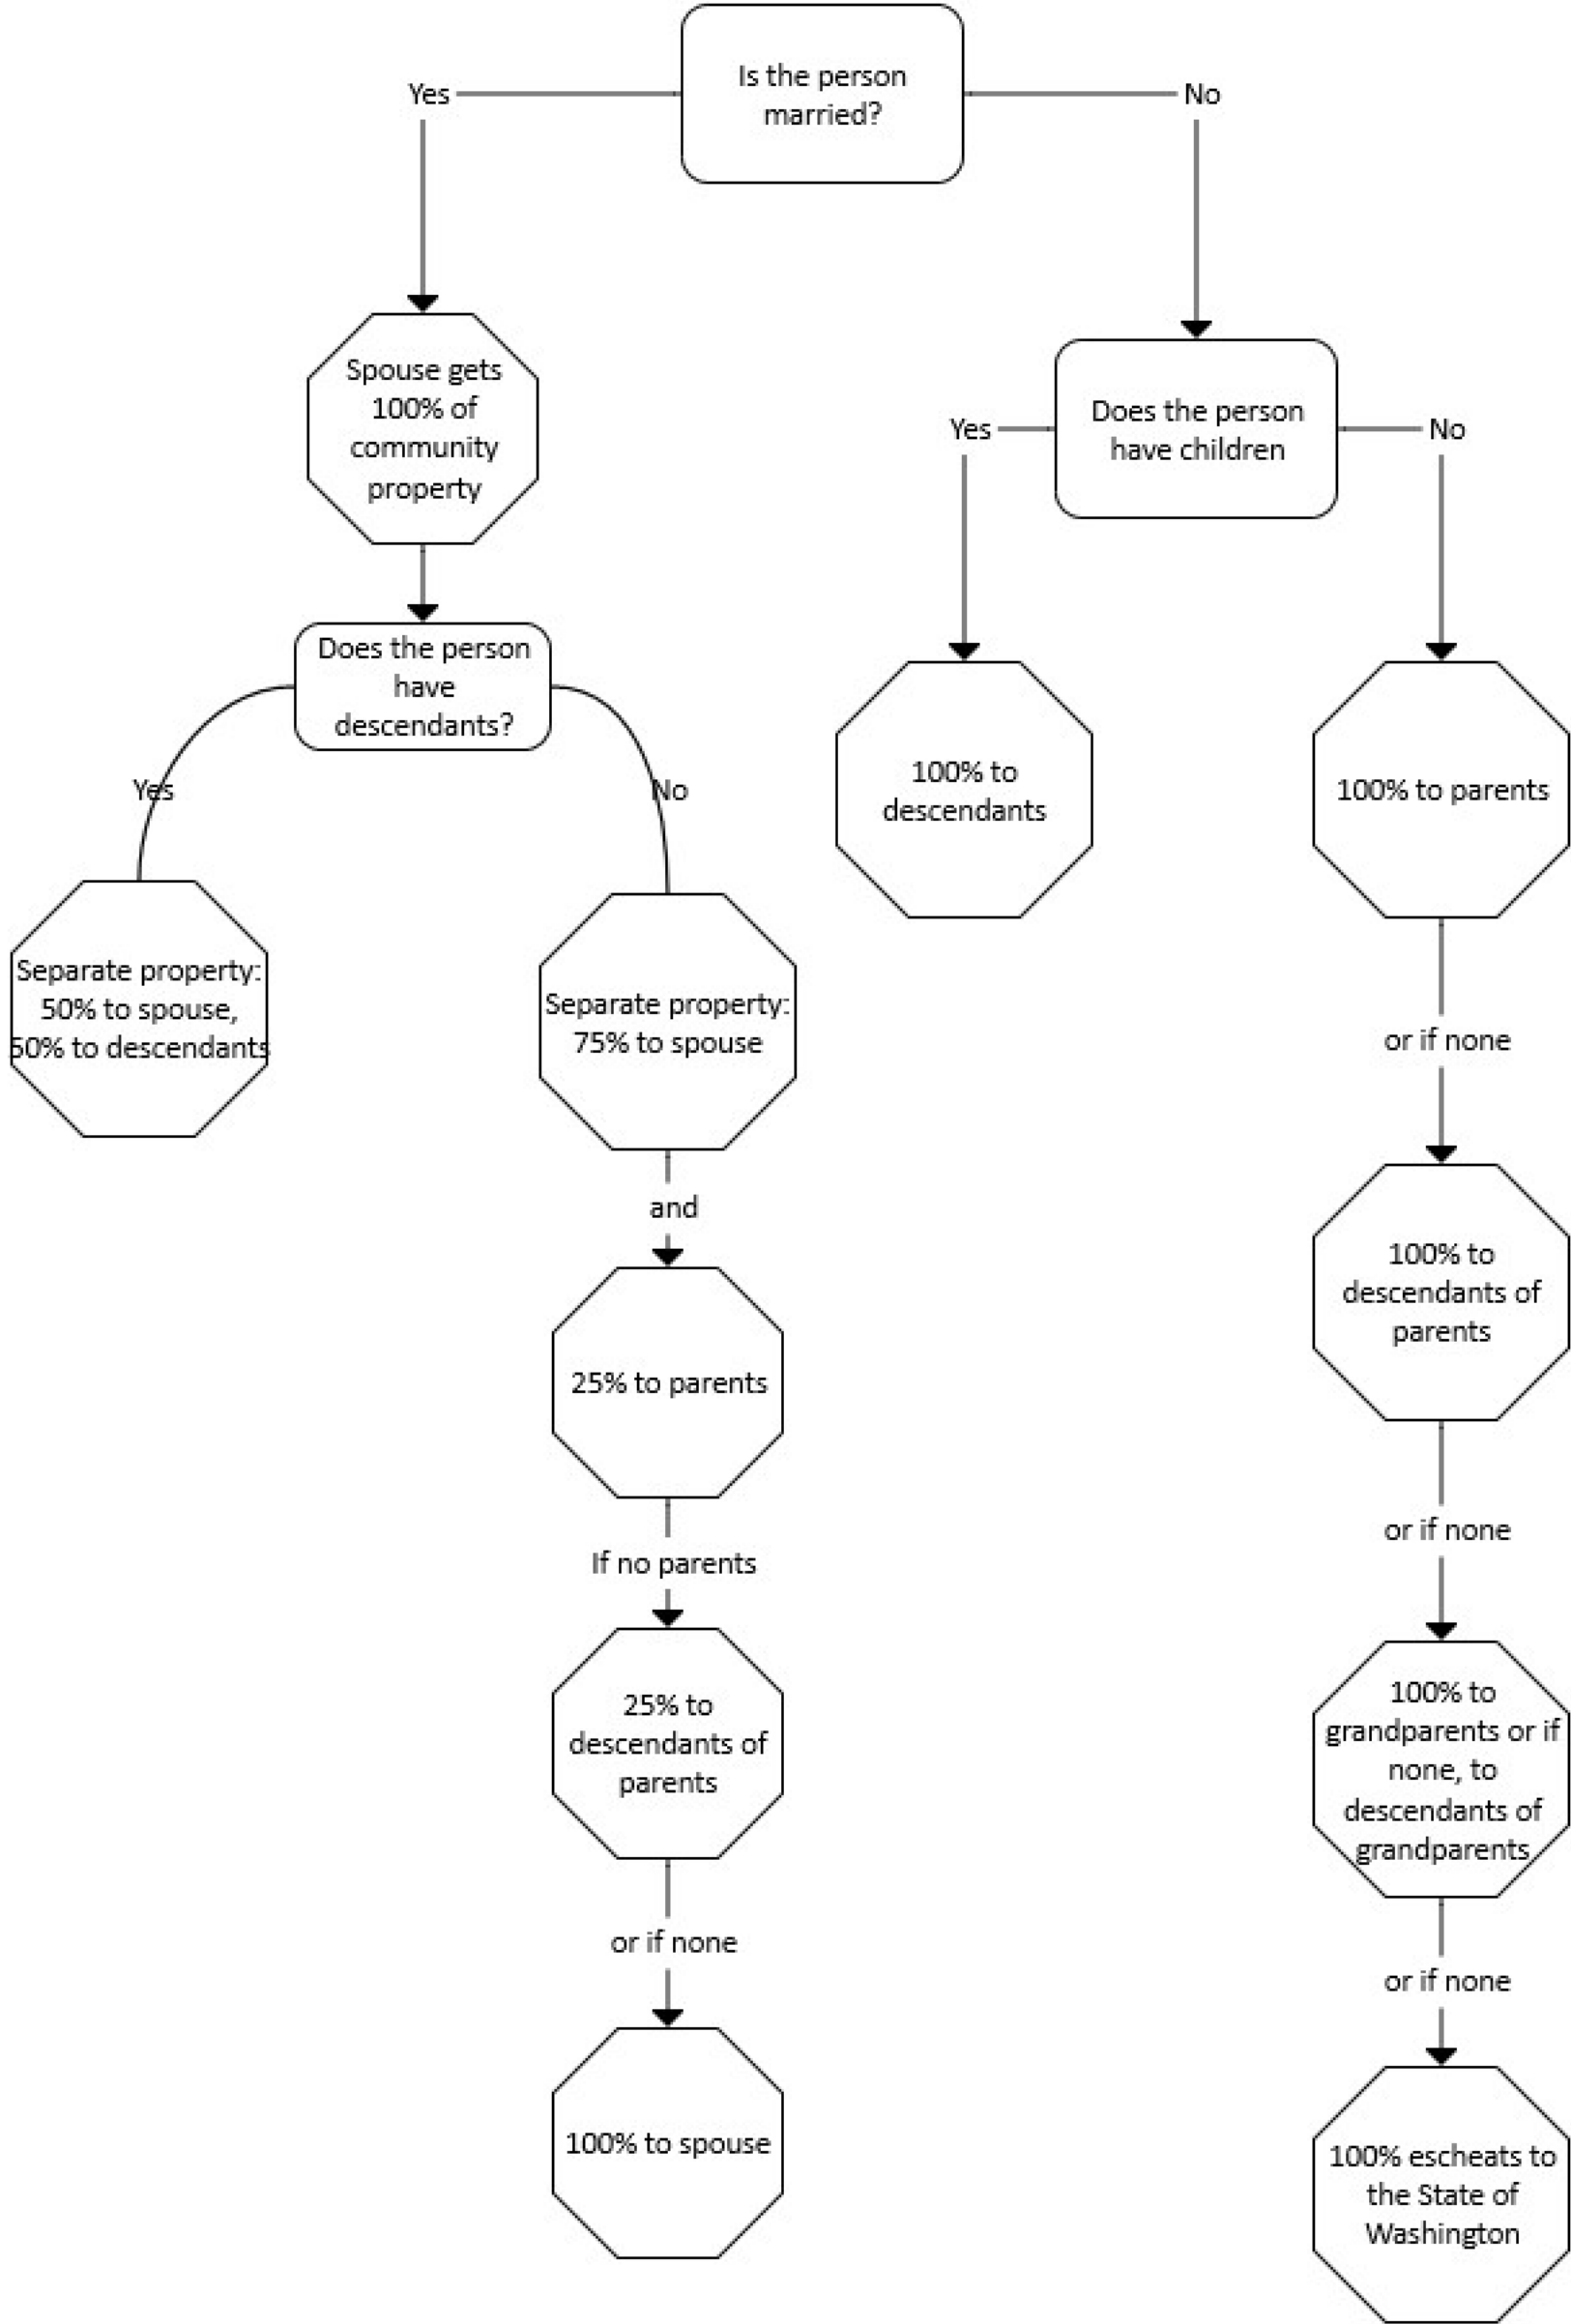 Is the person
married?
Yes
No
Spouse gets
100% of
community
property
Does the person
have children
Yes
No
Does the person
have
descendants?
Yes
No
100% to
descendants
100% to parents
Separate property:
50% to spouse,
50% to descendants
Separate property:
75% to spouse
or if none
and
100% to
descendants of
parents
25% to parents
or if none
If no parents
25% to
descendants of
parents
100% to
grandparents or if
none, to
descendants of
grandparents
or if none
or if none
100% to spouse
100% escheats to
the State of
Washington